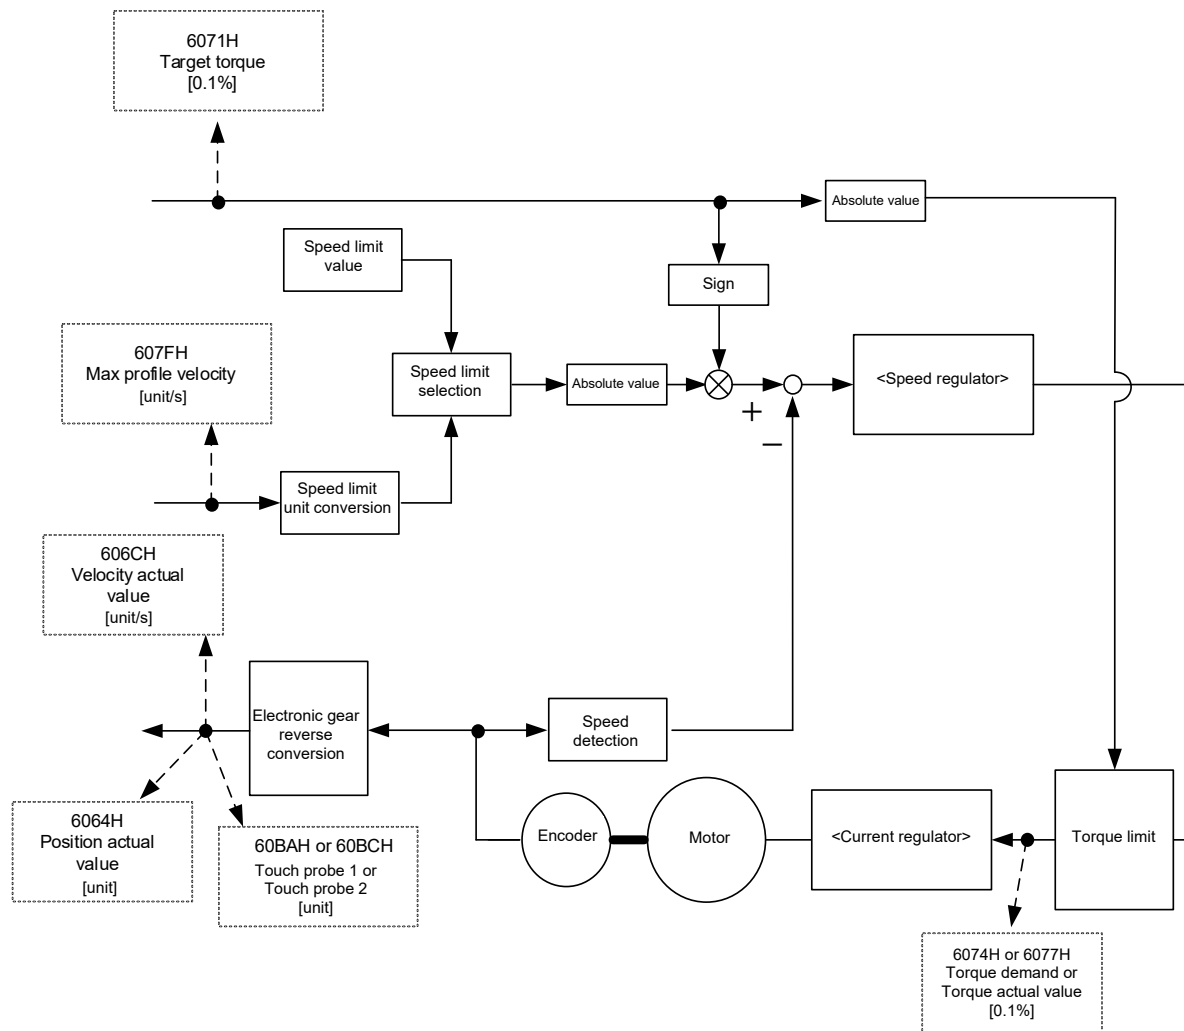 6071H
Target torque
[0.1%]
Absolute value
Speed limit
value
Sign
607FH
Max profile velocity
[unit/s]
Speed limit
selection
Absolute value
<Speed regulator>
+
−
Speed limit
unit conversion
606CH
Velocity actual
value
[unit/s]
Electronic gear
reverse
conversion
Speed
detection
6064H
Position actual
value
[unit]
60BAH or 60BCH
Touch probe 1 or
Touch probe 2
[unit]
Encoder
Motor
<Current regulator>
Torque limit
6074H or 6077H
Torque demand or
Torque actual value
[0.1%]